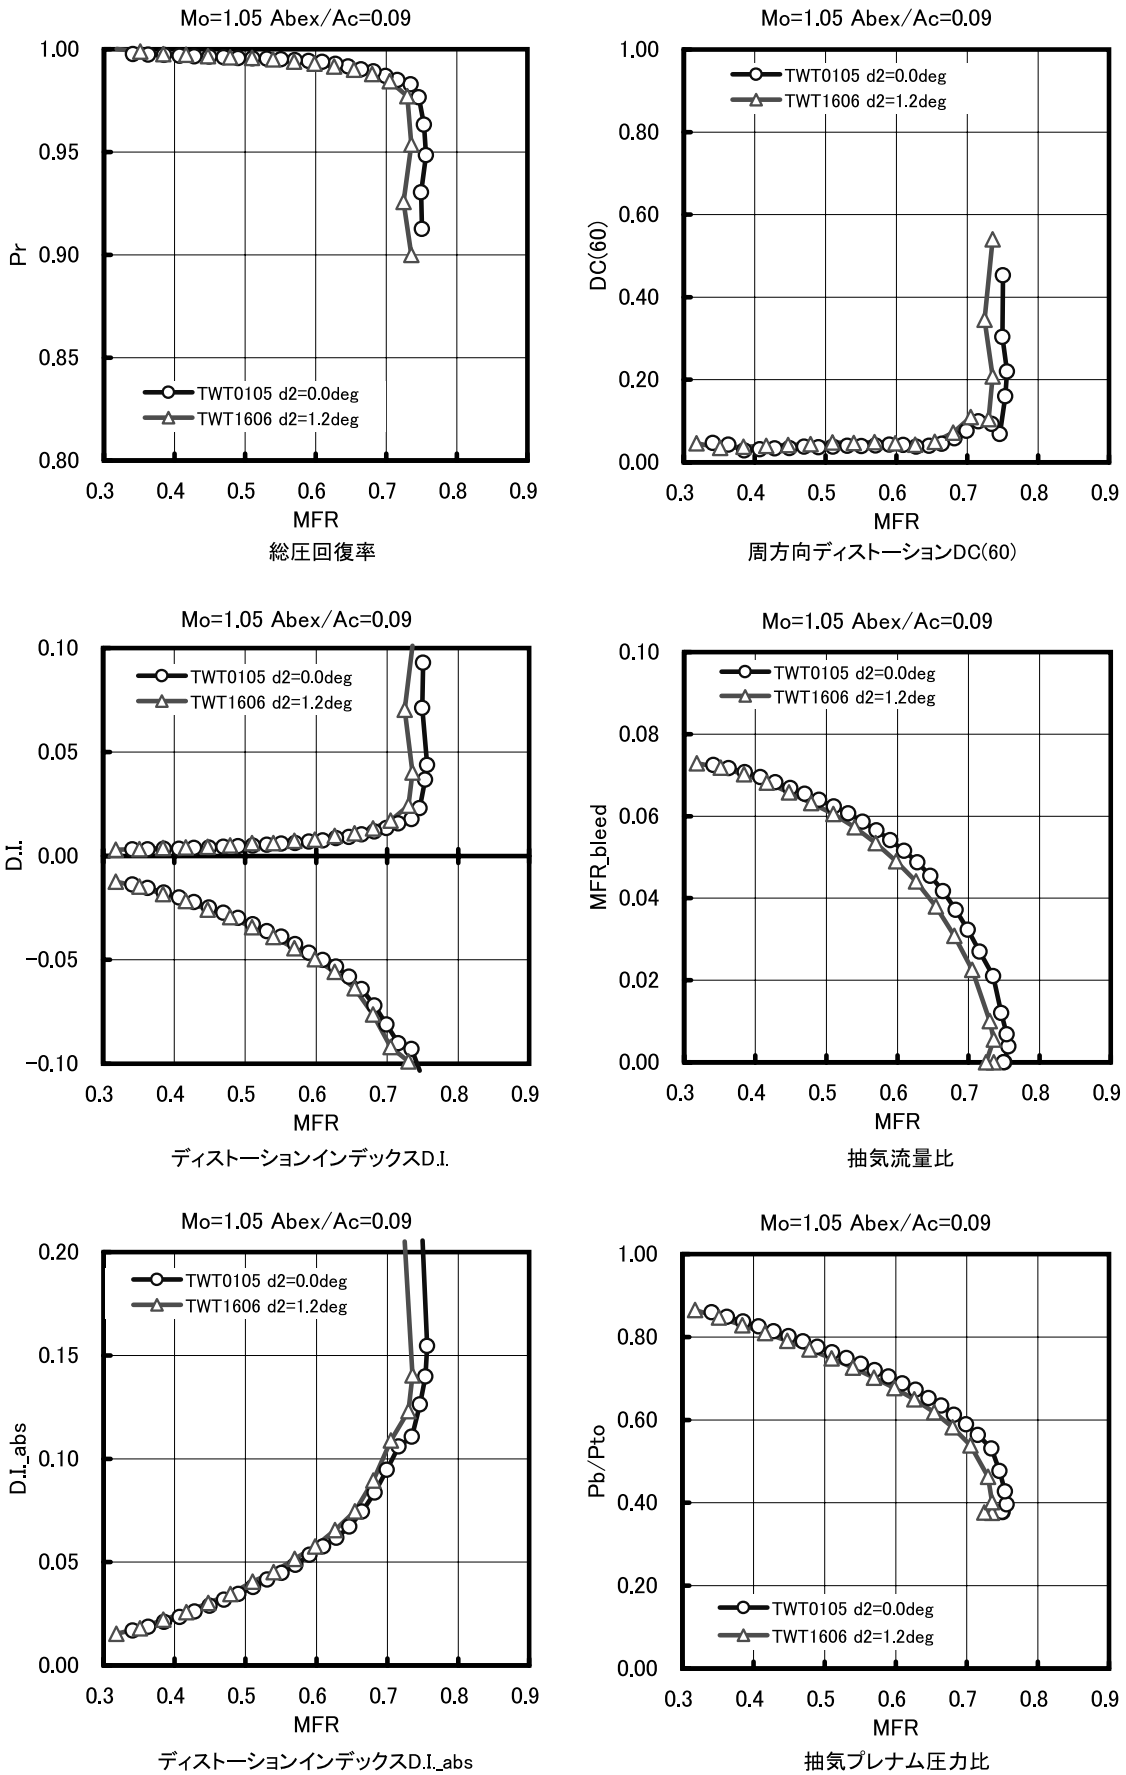 Mo=1.05 Abex/Ac=0.09
1.00
0.95
0.90
0.85
0.80
Pr
TWT0105 d2=0.0deg
TWT1606 d2=1.2deg
0.3 0.4 0.5 0.6 0.7 0.8 0.9
MFR
総圧回復率
Mo=1.05 Abex/Ac=0.09
1.00
0.80
0.60
0.40
0.20
0.00
DC(60)
TWT0105 d2=0.0deg
TWT1606 d2=1.2deg
0.3 0.4 0.5 0.6 0.7 0.8 0.9
MFR
周方向ディストーションDC(60)
Mo=1.05 Abex/Ac=0.09
0.10
0.05
0.00
-0.05
-0.10
D.I.
TWT0105 d2=0.0deg
TWT1606 d2=1.2deg
0.3 0.4 0.5 0.6 0.7 0.8 0.9
MFR
ディストーションインデックスD.I.
Mo=1.05 Abex/Ac=0.09
0.10
0.08
0.06
0.04
0.02
0.00
MFR_bleed
TWT0105 d2=0.0deg
TWT1606 d2=1.2deg
0.3 0.4 0.5 0.6 0.7 0.8 0.9
MFR
抽気流量比
Mo=1.05 Abex/Ac=0.09
0.20
0.15
0.10
0.05
0.00
D.I._abs
TWT0105 d2=0.0deg
TWT1606 d2=1.2deg
0.3 0.4 0.5 0.6 0.7 0.8 0.9
MFR
ディストーションインデックスD.I._abs
Mo=1.05 Abex/Ac=0.09
1.00
0.80
0.60
0.40
0.20
0.00
Pb/Pto
TWT0105 d2=0.0deg
TWT1606 d2=1.2deg
0.3 0.4 0.5 0.6 0.7 0.8 0.9
MFR
抽気プレナム圧力比